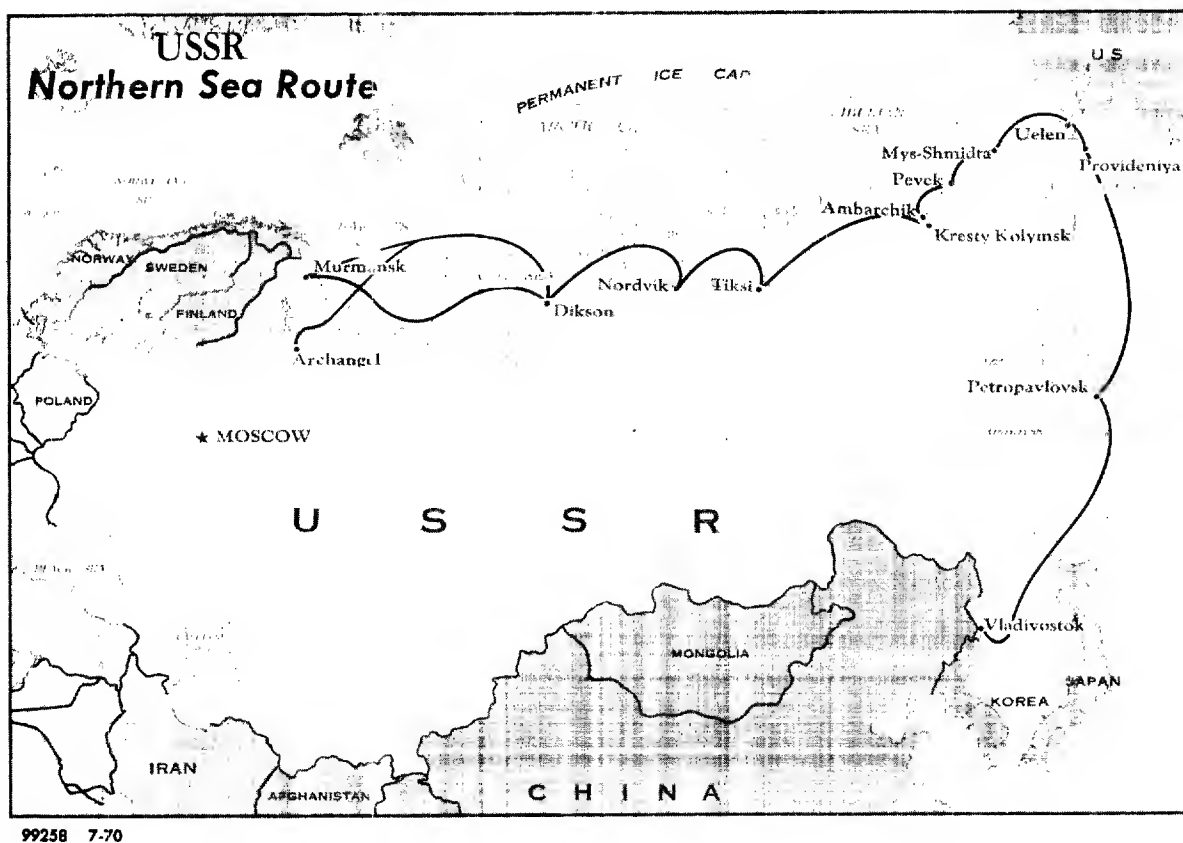 USSR
Northern Sea Route
PERMANENT ICE CAP
US
Uelen
Mys-Shmidta
Provideniya
Pevek
Ambarchik
Kresty Kolymsk
NORWAY
SWEDEN
Murmansk
Nordvik
Tiksi
Dikson
FINLAND
Archangel
Petropavlovsk
POLAND
MOSCOW
U S S R
Vladivostok
MONGOLIA
JAPAN
KOREA
IRAN
AFGHANISTAN
CHINA
99258 7-70